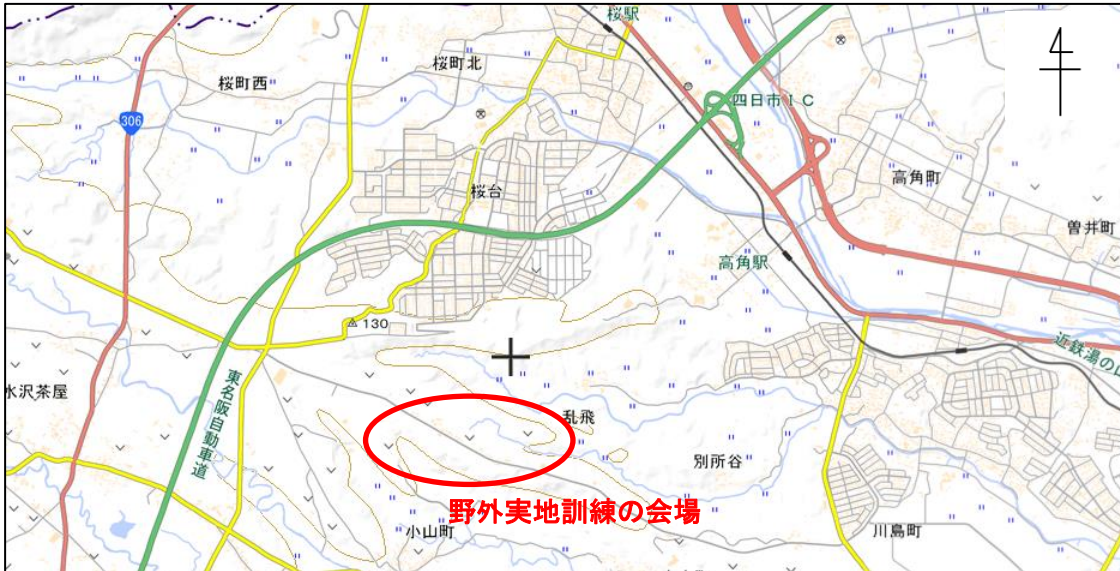 桜駅
桜町北
桜町西
四日市IC
306
高角町
桜台
曽井町
高角駅
130
近鉄湯の山
水沢茶屋
東名阪自動車道
乱飛
別所谷
野外実地訓練の会場
小山町
川島町